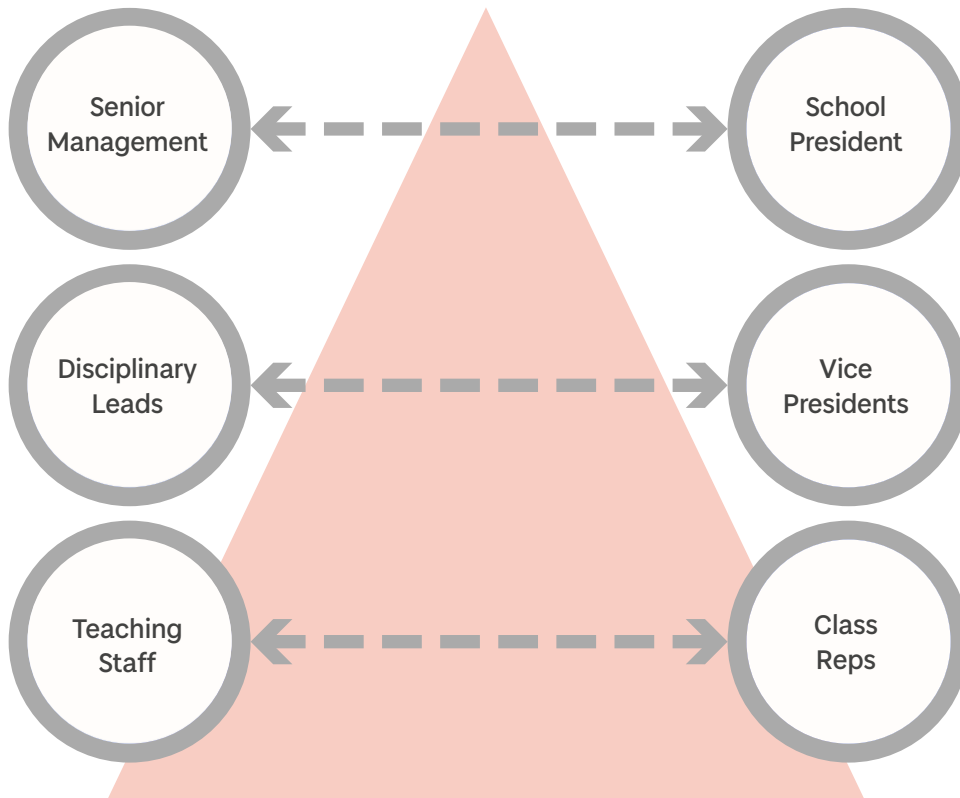 Senior
Management
School
President
Disciplinary
Leads
Vice
Presidents
Teaching
Staff
Class
Reps